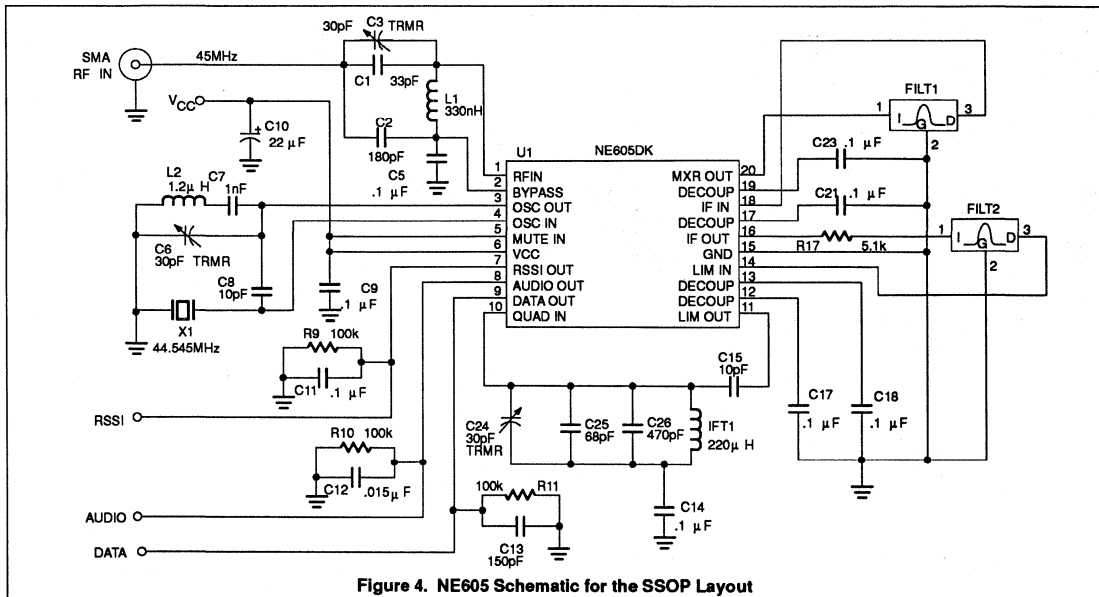 30pF C3 TRMR
SMA
RF IN
45MHz
C1 33pF
L1
330nH
VCC
C10
22 µF
C2
180pF
C5
.1 µF
U1 NE605DK
1 RFIN
2 BYPASS
3 OSC OUT
4 OSC IN
5 MUTE IN
6 VCC
7 RSSI OUT
8 AUDIO OUT
9 DATA OUT
10 QUAD IN
MXR OUT 20
DECOUP 19
IF IN 18
DECOUP 17
IF OUT 16
GND 15
LIM IN 14
DECOUP 13
DECOUP 12
LIM OUT 11
FILT1
1 I G D 3
2
C23 .1 µF
C21 .1 µF
FILT2
1 I G D 3
2
R17 5.1k
L2
1.2µ H
C7
1nF
C6
30pF TRMR
C8
10pF
X1
44.545MHz
C9
.1 µF
R9 100k
C11 .1 µF
RSSI
R10 100k
C12 .015µF
AUDIO
100k R11
C13
150pF
DATA
C15
10pF
C24
30pF
TRMR
C25
68pF
C26
470pF
IFT1
220µ H
C14
.1 µF
C17
.1 µF
C18
.1 µF
Figure 4. NE605 Schematic for the SSOP Layout